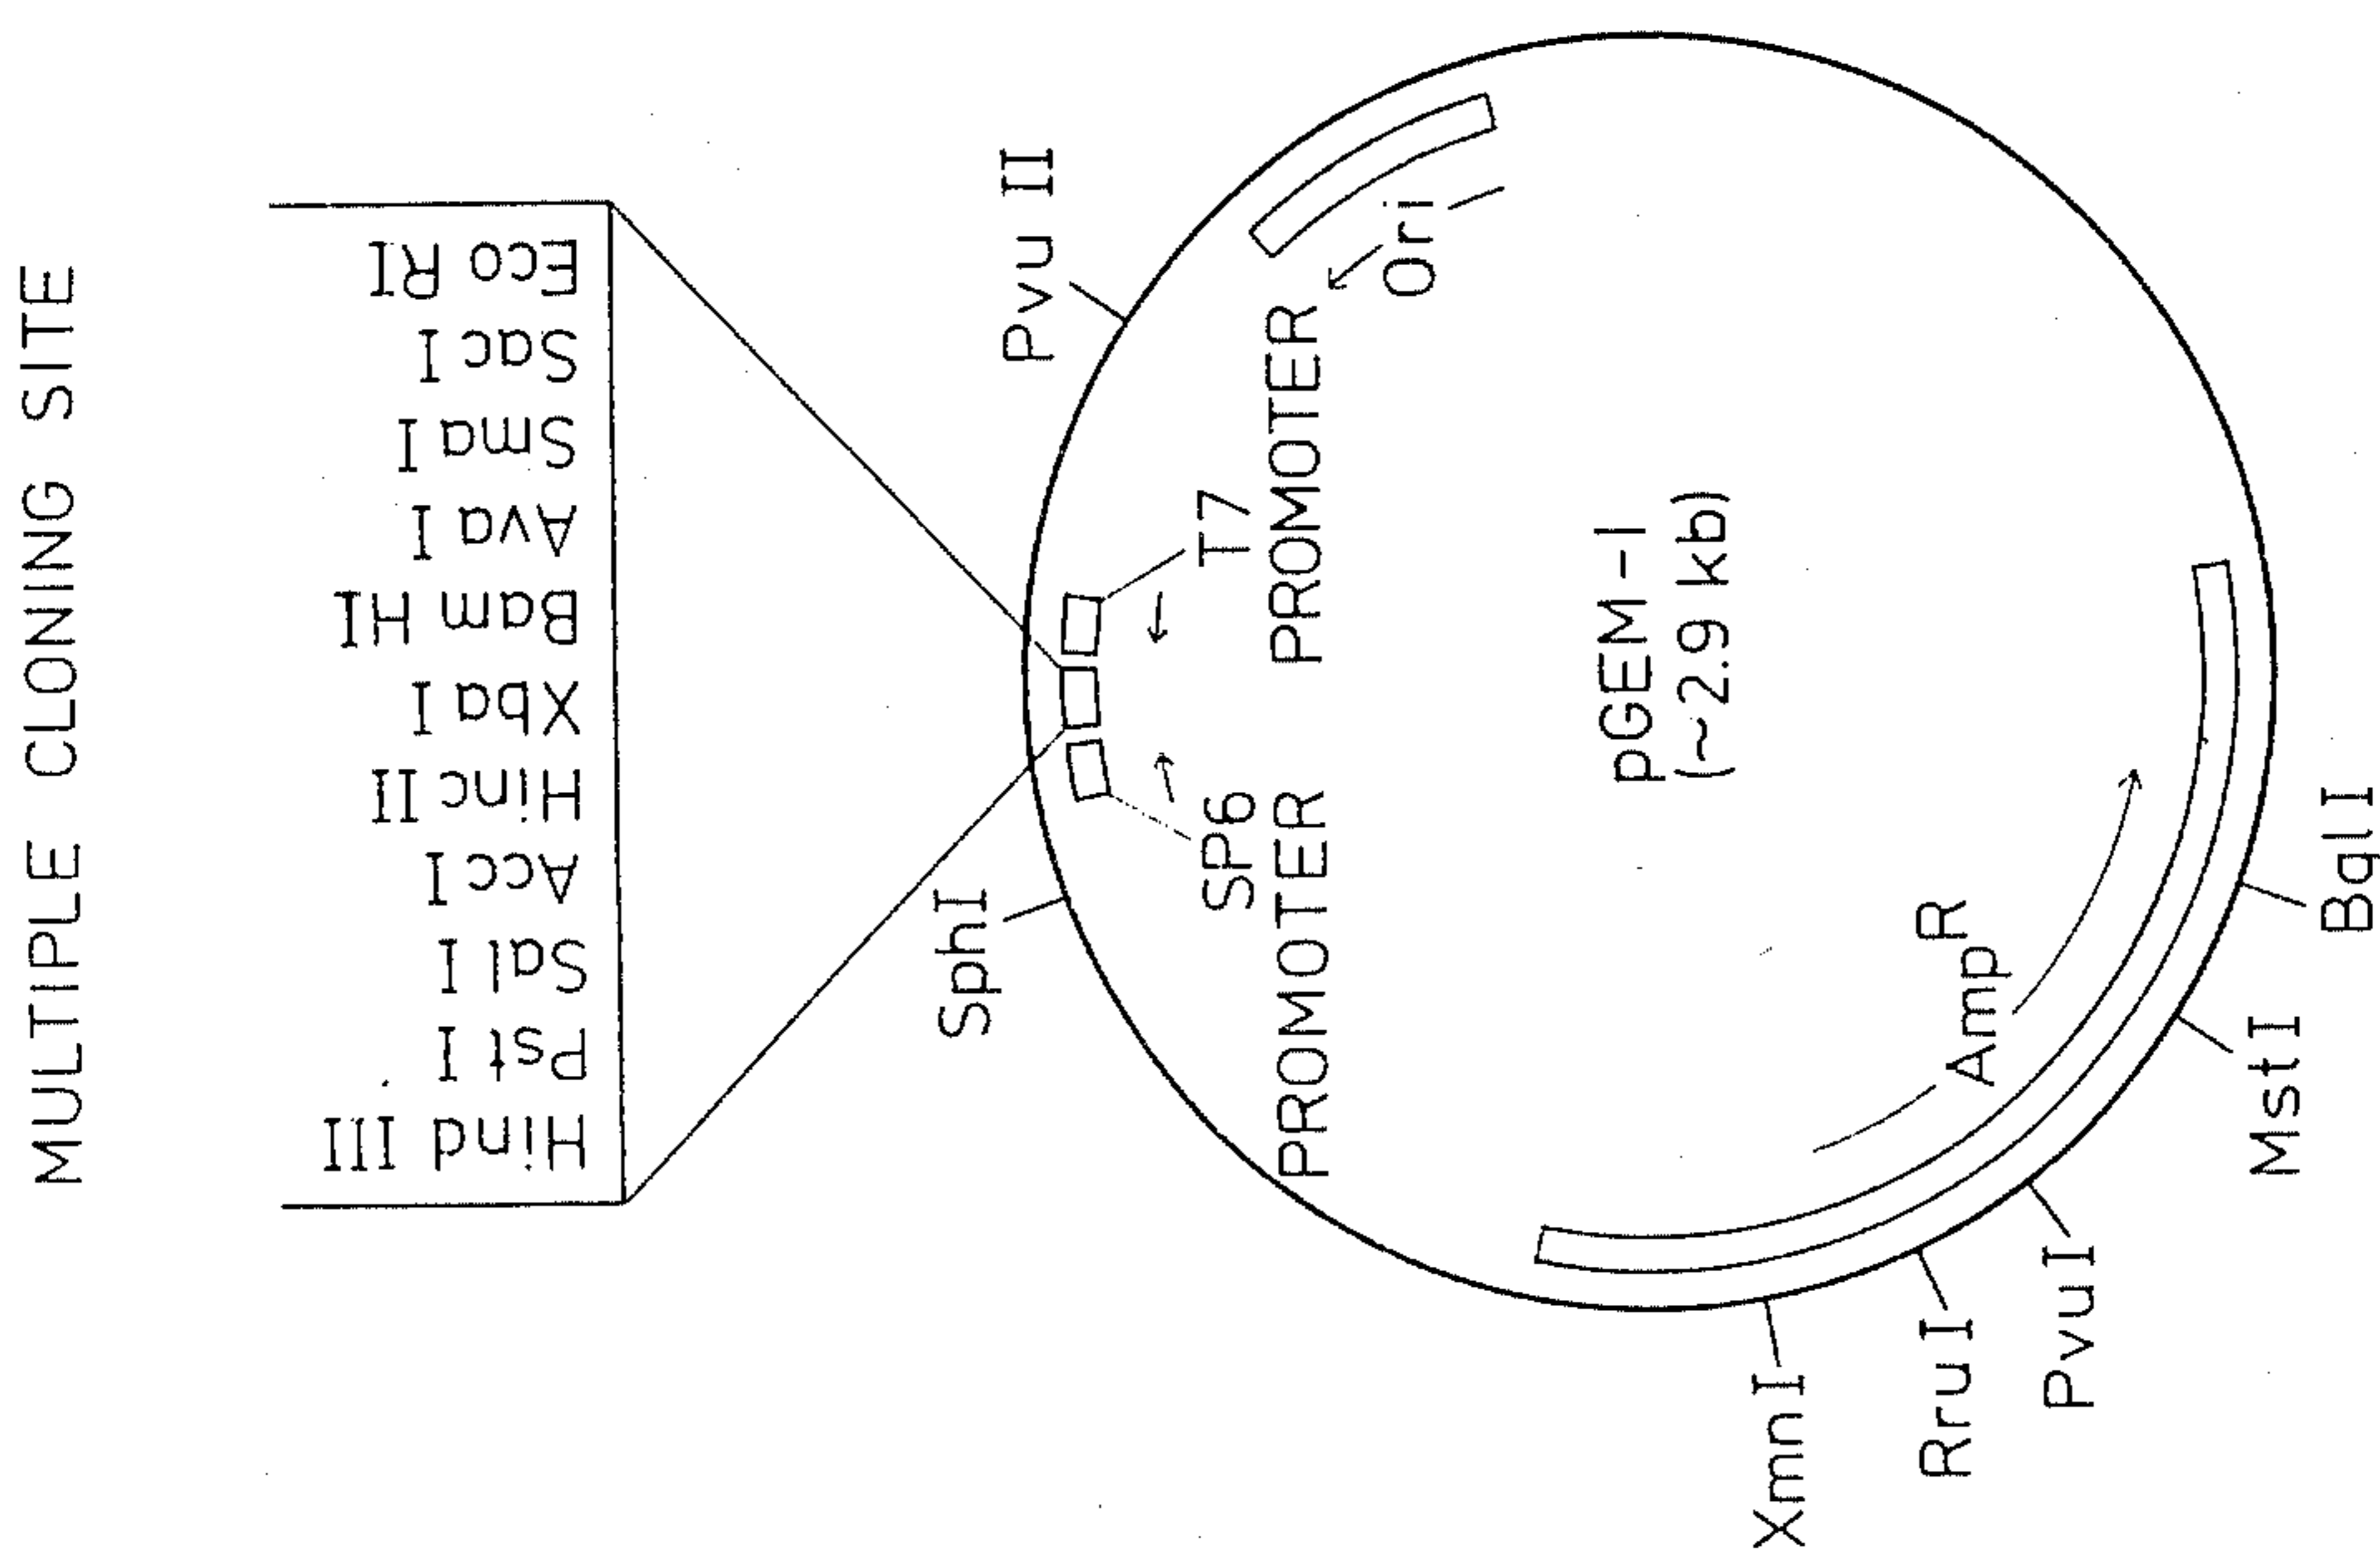 MULTIPLE CLONING SITE
Hind III
Pst I
Sal I
Acc I
Hinc II
Xba I
Bam HI
Ava I
Sma I
Sac I
Eco RI
SphI
Pvu II
SP6
PROMOTER
T7
PROMOTER
Ori
pGEM-I
(~2.9 kb)
AmpR
XmnI
RruI
PvuI
MstI
BglI